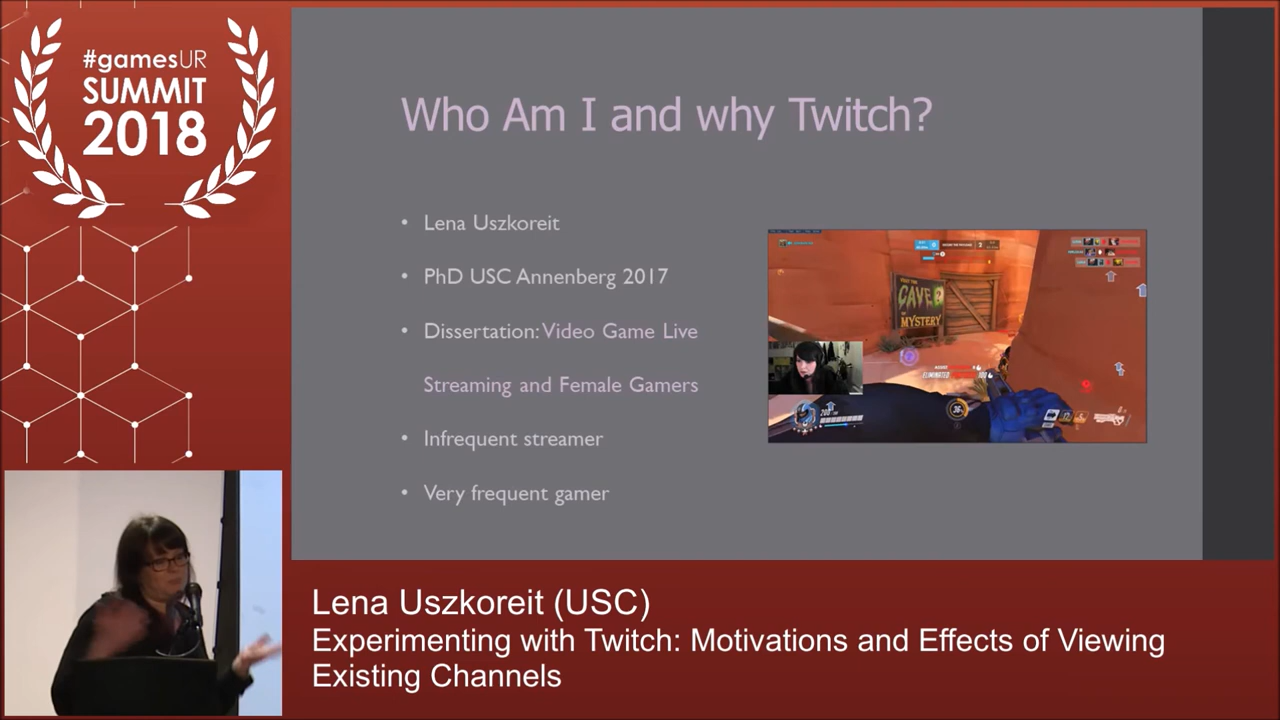 #gamesUR
SUMMIT
2018
Who Am I and why Twitch?
• Lena Uszkoreit
• PhD USC Annenberg 2017
• Dissertation: Video Game Live
Streaming and Female Gamers
• Infrequent streamer
• Very frequent gamer
CAVE
MYSTERY
ELIMINATED
Lena Uszkoreit (USC)
Experimenting with Twitch: Motivations and Effects of Viewing
Existing Channels